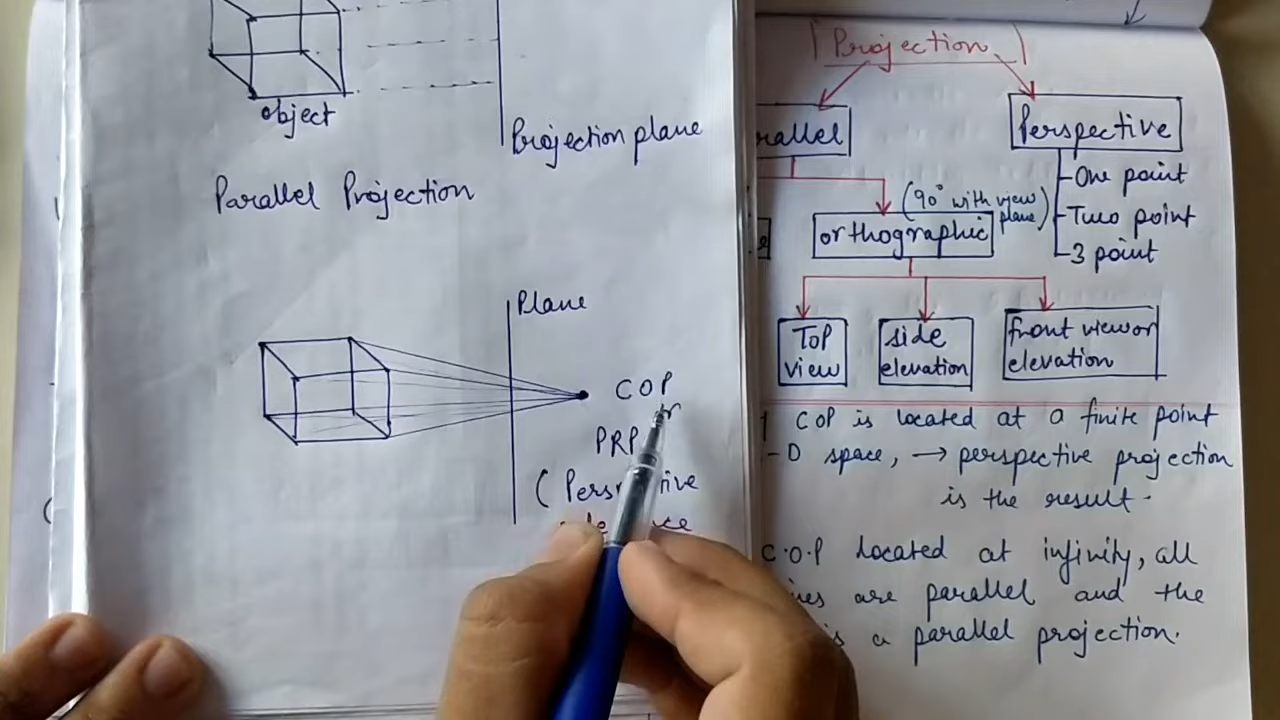 object
Projection plane
Parallel Projection
Plane
COP
or
PRP
(
Projection
Perspective
One point
Two point
3 point
(90° with view
plane)
orthographic
Top
view
side
elevation
front view or
elevation
COP is located at a finite point
-D space, → perspective projection
is the result.
C.O.P located at infinity, all
are parallel and the
is a parallel projection.